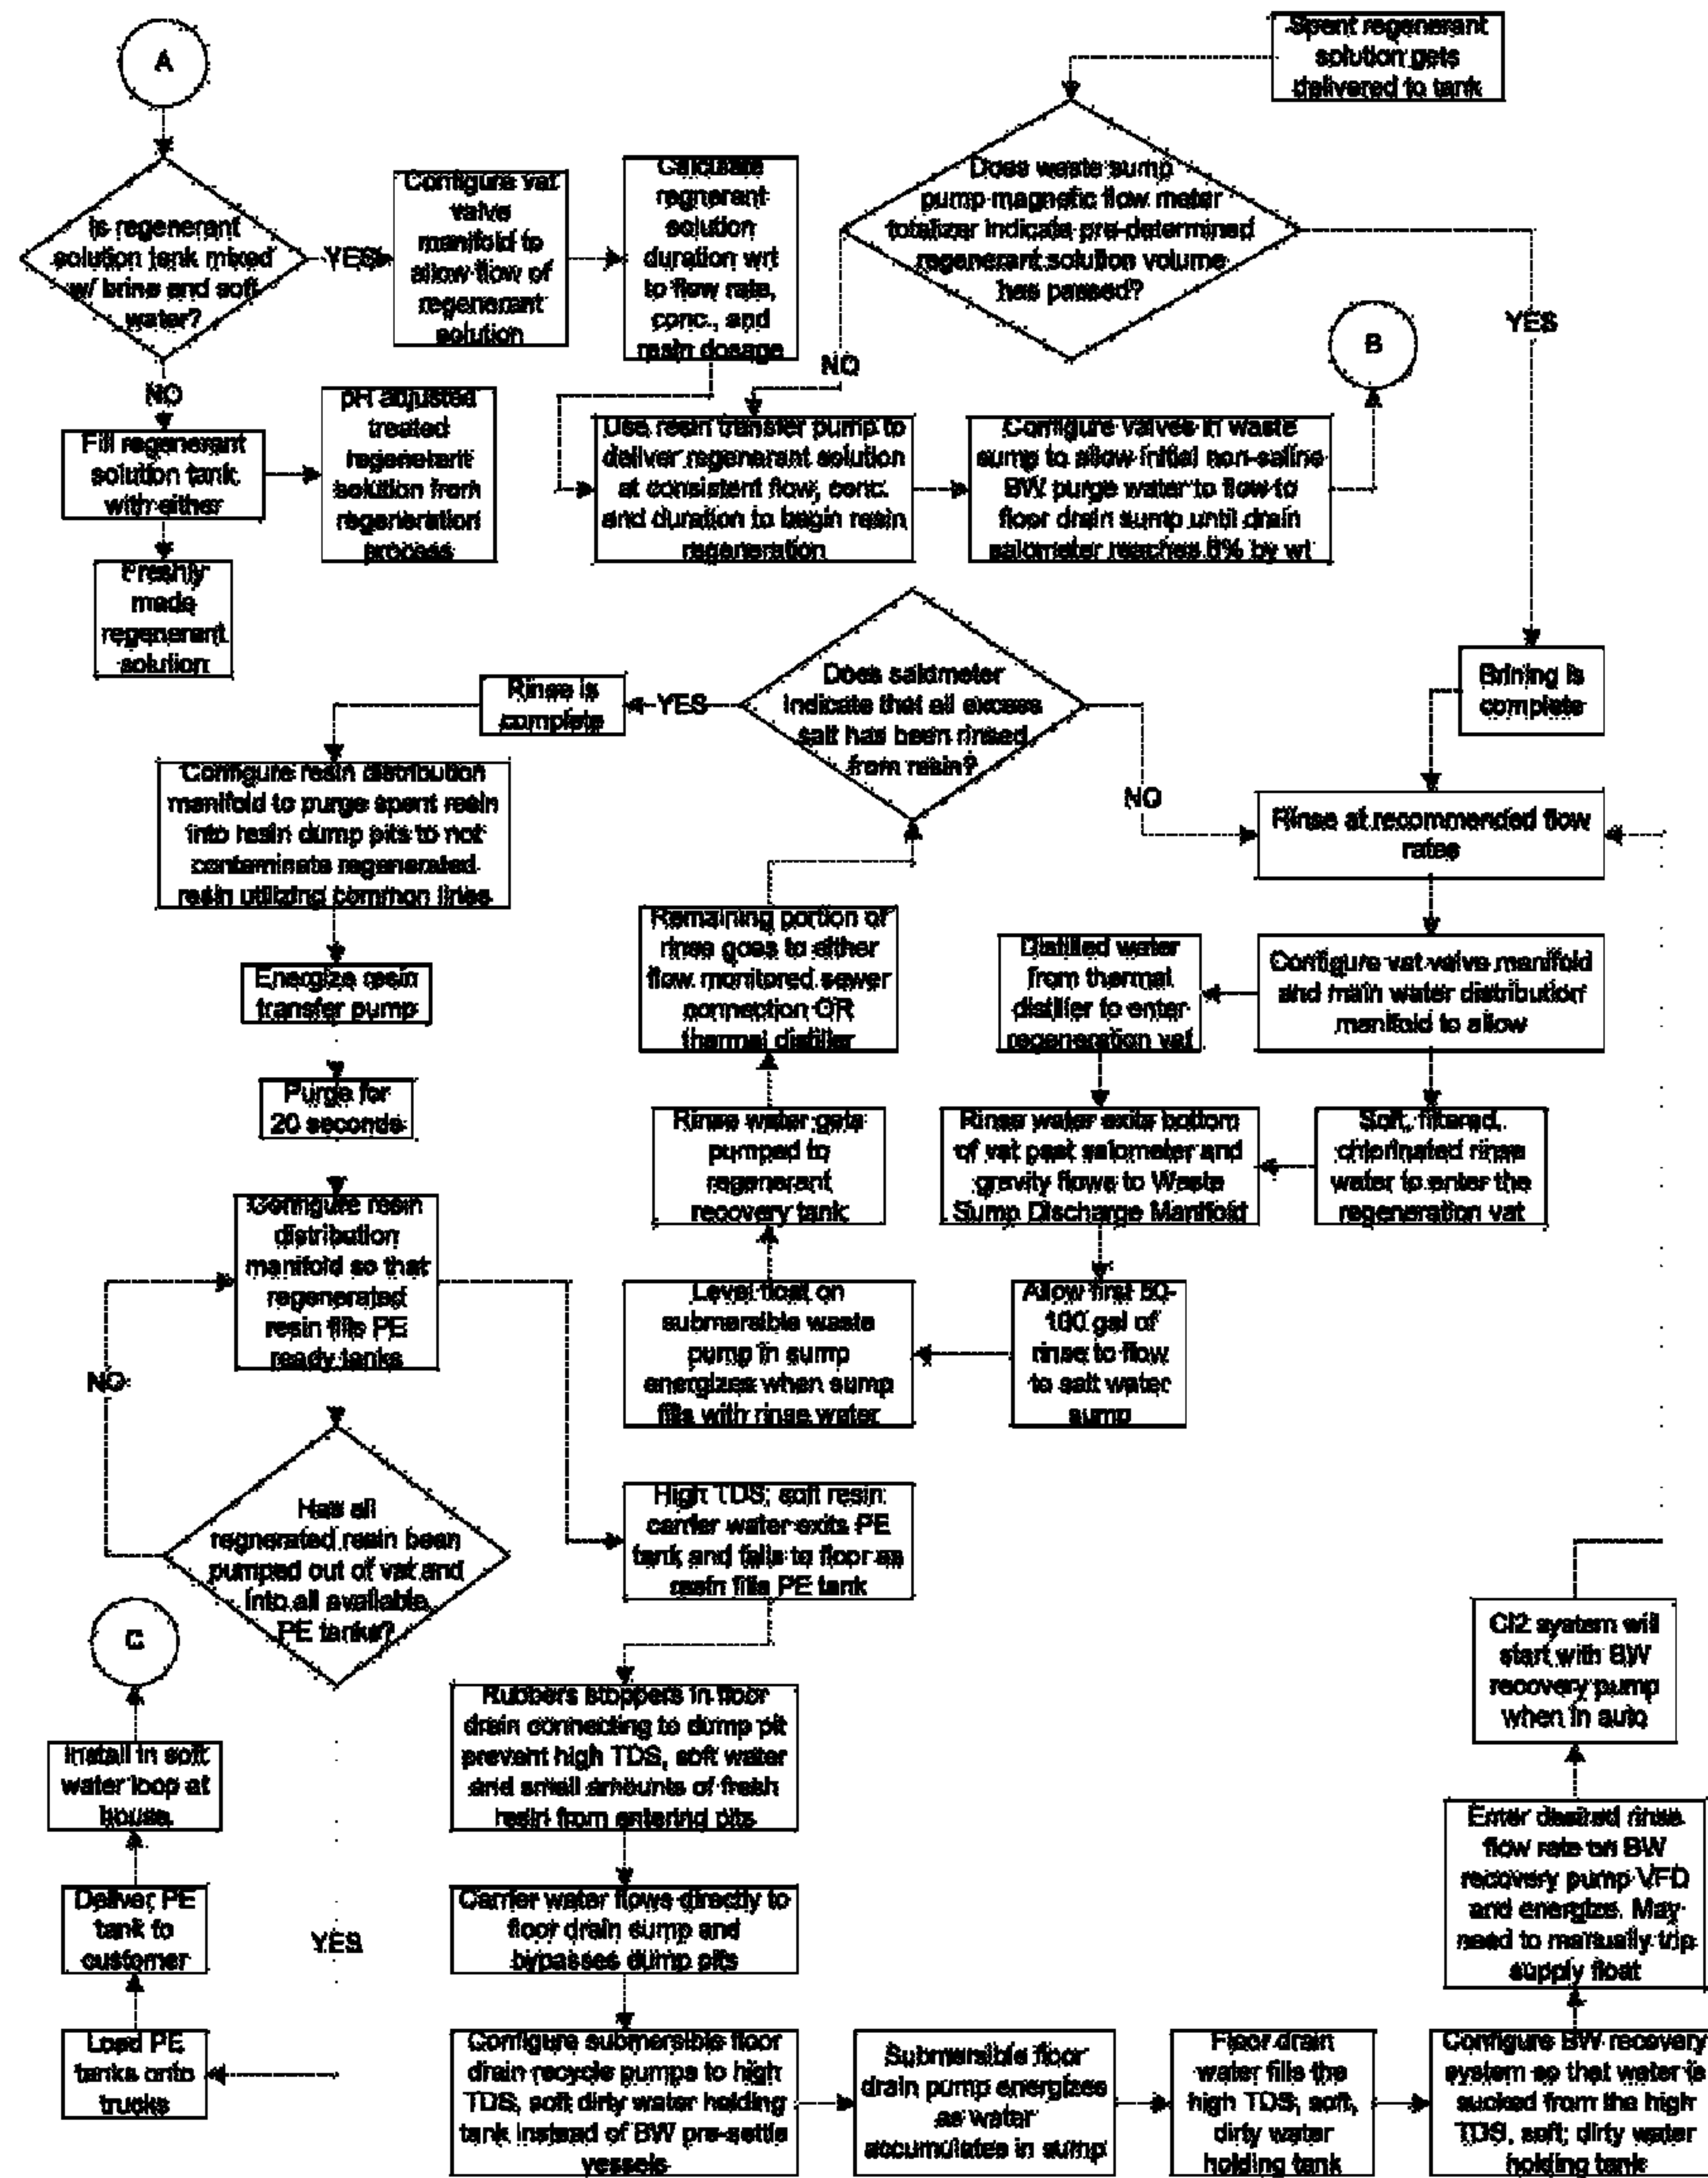 A
Is regenerant
solution tank mixed
w/ brine and soft
water?
YES
NO
Configure vat
valve
manifold to
allow flow of
regenerant
solution
Calculate
regnerant
solution
duration wrt
to flow rate,
conc., and
resin dosage
Spent regenerant
solution gets
delivered to tank
Does waste sump
pump magnetic flow meter
totalizer indicate pre-determined
regenerant solution volume
has passed?
NO
YES
B
Fill regenerant
solution tank
with either
pH adjusted
treated
regenerant
solution from
regeneration
process
Freshly
made
regenerant
solution
Use resin transfer pump to
deliver regenerant solution
at consistent flow, conc.
and duration to begin resin
regeneration
Configure valves in waste
sump to allow initial non-saline
BW purge water to flow to
floor drain sump until drain
salometer reaches by wt
Does salometer
indicate that all excess
salt has been rinsed
from resin?
YES
NO
Rinse is
complete
Brining is
complete
Configure resin distribution
manifold to purge spent resin
into resin dump pits to not
contaminate regenerated
resin utilizing common lines
Rinse at recommended flow
rates
Energize resin
transfer pump
Purge for
20 seconds
Remaining portion of
rinse goes to either
flow monitored sewer
connection OR
thermal distiller
Distilled water
from thermal
distiller to enter
regeneration vat
Configure vat valve manifold
and main water distribution
manifold to allow
Rinse water gets
pumped to
regenerant
recovery tank
Rinse water exits bottom
of vat past salometer and
gravity flows to Waste
Sump Discharge Manifold
Soft, filtered,
chlorinated rinse
water to enter the
regeneration vat
Configure resin
distribution
manifold so that
regenerated
resin fills PE
ready tanks
Level float on
submersible waste
pump in sump
energizes when sump
fills with rinse water
Allow first 50-
100 gal of
rinse to flow
to salt water
sump
NO
Has all
regnerated resin been
pumped out of vat and
into all available
PE tanks?
YES
High TDS, soft resin
carrier water exits PE
tank and falls to floor as
resin fills PE tank
C
Install in soft
water loop at
house
Deliver PE
tank to
customer
Load PE
tanks onto
trucks
Rubbers stoppers in floor
drain connecting to dump pit
prevent high TDS, soft water
and small amounts of fresh
resin from entering pits
Carrier water flows directly to
floor drain sump and
bypasses dump pits
Configure submersible floor
drain recycle pumps to high
TDS, soft dirty water holding
tank instead of BW pre-settle
vessels
Submersible floor
drain pump energizes
as water
accumulates in sump
Floor drain
water fills the
high TDS, soft,
dirty water
holding tank
Configure BW recovery
system so that water is
sucked from the high
TDS, soft, dirty water
holding tank
Enter desired rinse
flow rate on BW
recovery pump VFD
and energize. May
need to manually trip
supply float
Cl2 system will
start with BW
recovery pump
when in auto